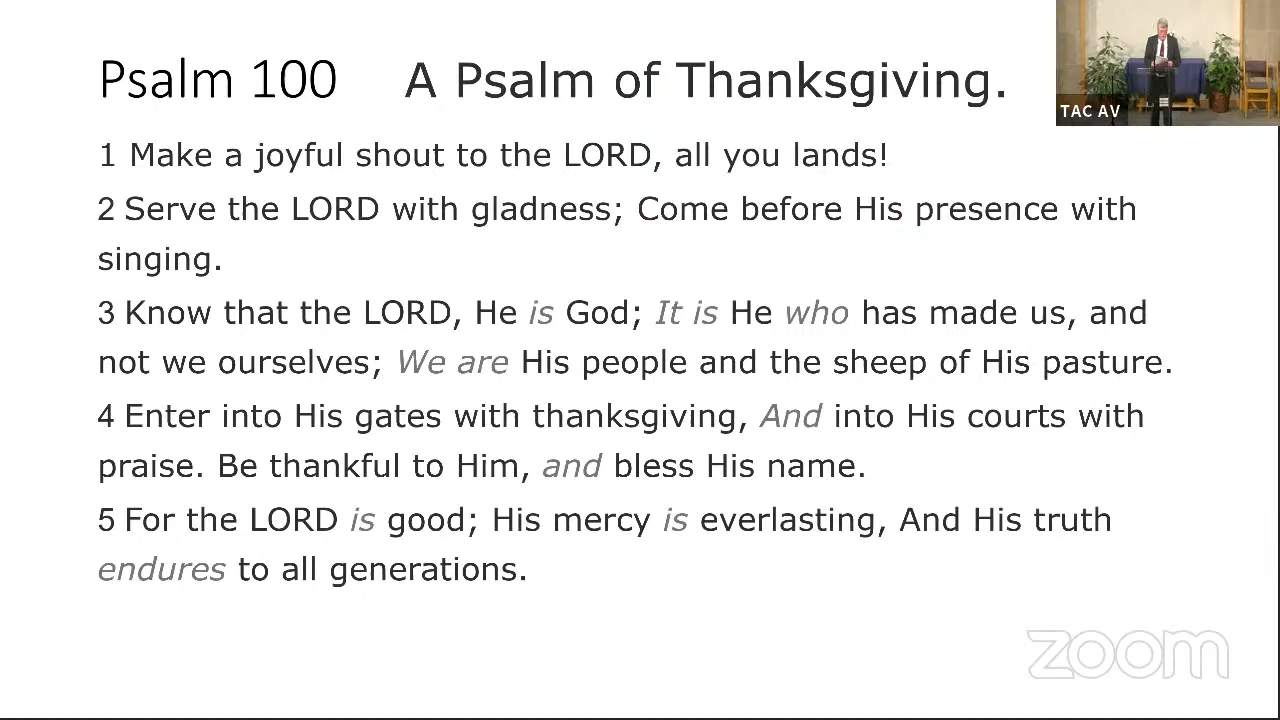 Psalm 100 A Psalm of Thanksgiving.
TAC AV
1 Make a joyful shout to the LORD, all you lands!
2 Serve the LORD with gladness; Come before His presence with
singing.
3 Know that the LORD, He is God; It is He who has made us, and
not we ourselves; We are His people and the sheep of His pasture.
4 Enter into His gates with thanksgiving, And into His courts with
praise. Be thankful to Him, and bless His name.
5 For the LORD is good; His mercy is everlasting, And His truth
endures to all generations.
zoom